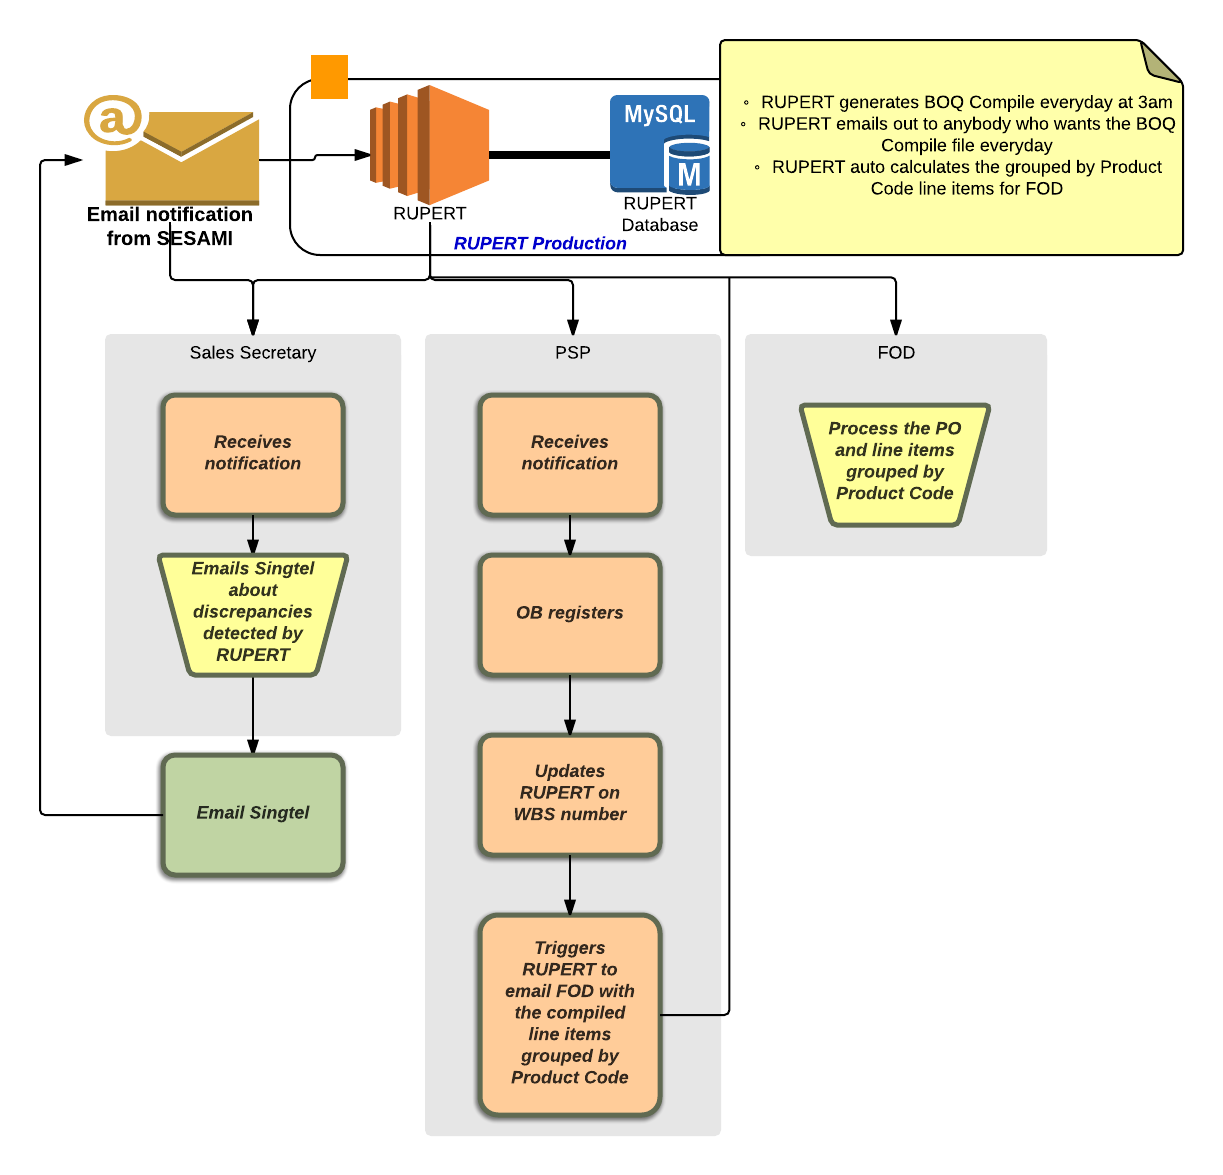 @
Email notification
from SESAMI
RUPERT
MySQL
M
RUPERT
Database
RUPERT Production
◦ RUPERT generates BOQ Compile everyday at 3am
◦ RUPERT emails out to anybody who wants the BOQ
Compile file everyday
◦ RUPERT auto calculates the grouped by Product
Code line items for FOD
Sales Secretary
Receives
notification
Emails Singtel
about
discrepancies
detected by
RUPERT
Email Singtel
PSP
Receives
notification
OB registers
Updates
RUPERT on
WBS number
Triggers
RUPERT to
email FOD with
the compiled
line items
grouped by
Product Code
FOD
Process the PO
and line items
grouped by
Product Code